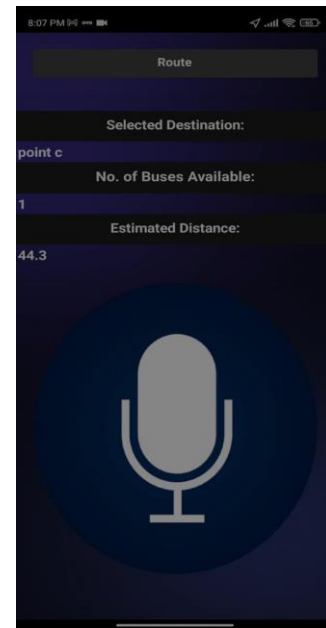 8:07 PM
Route
Selected Destination:
point c
No. of Buses Available:
1
Estimated Distance:
44.3